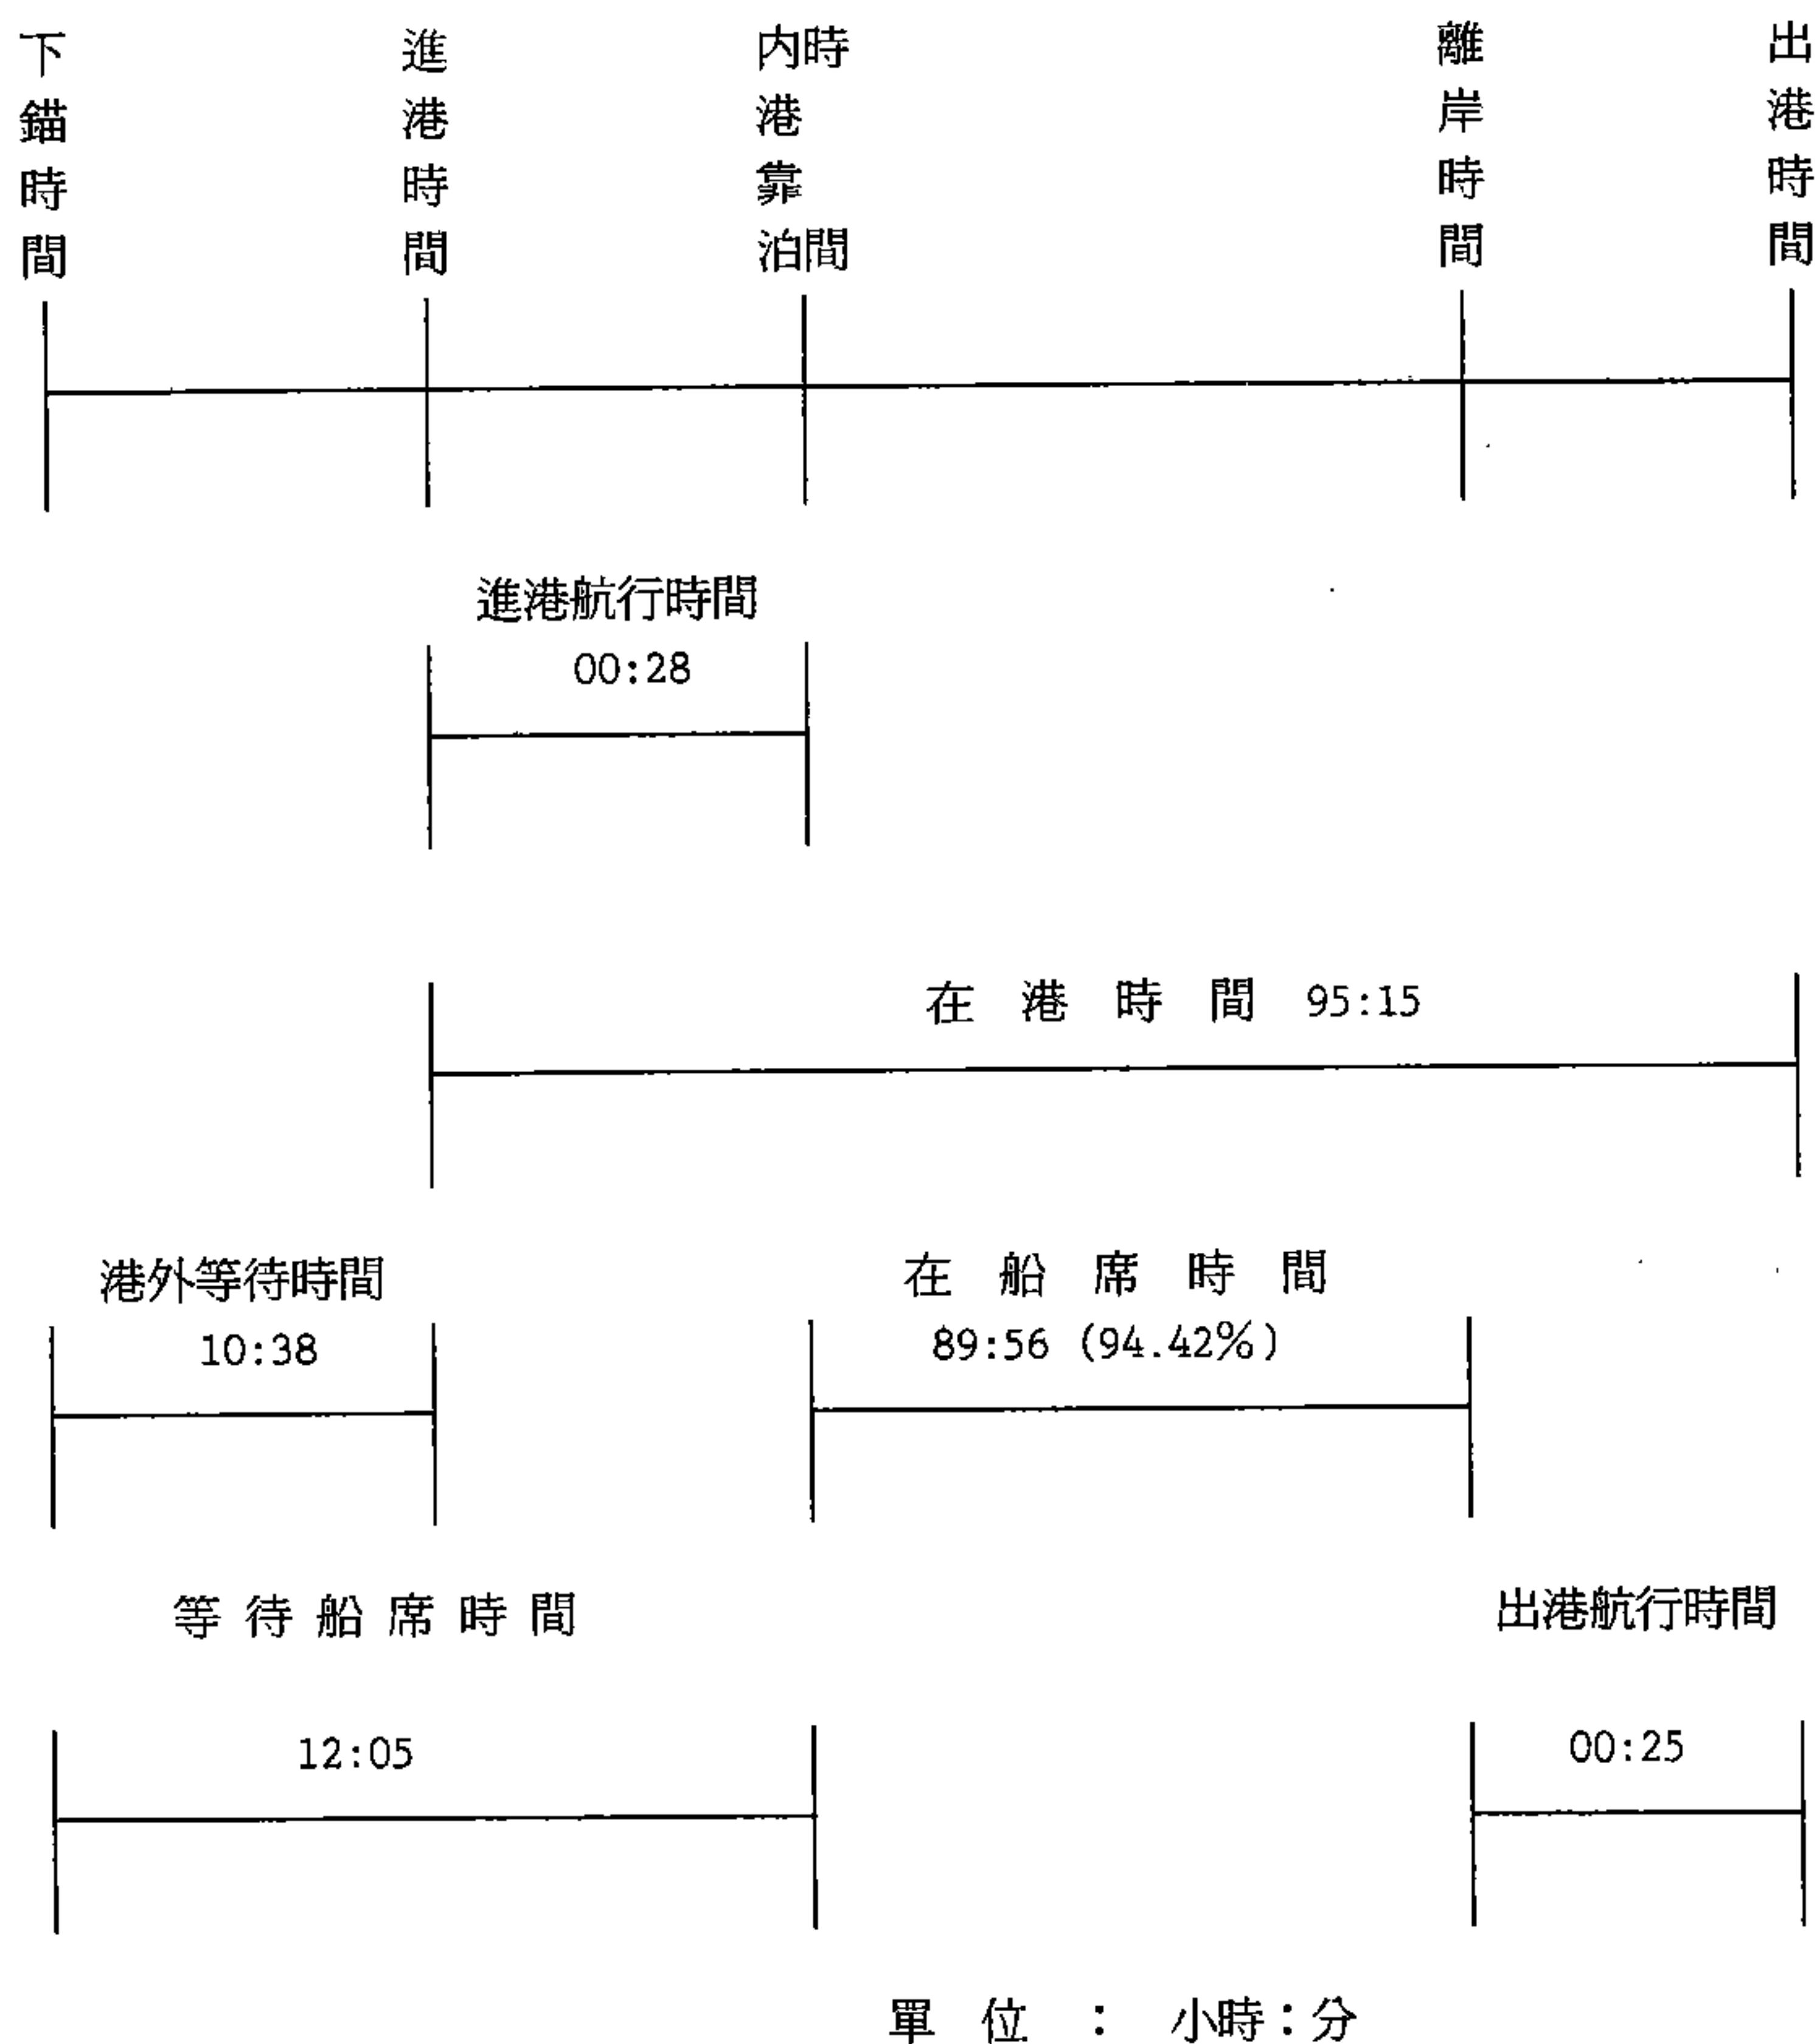 下錨時間
進港時間
内港靠泊時間
離岸時間
出港時間
進港航行時間
00:28
在港時間 95:15
港外等待時間
10:38
在船席時間
89:56 (94.42%)
等待船席時間
12:05
出港航行時間
00:25
單位：小時：分